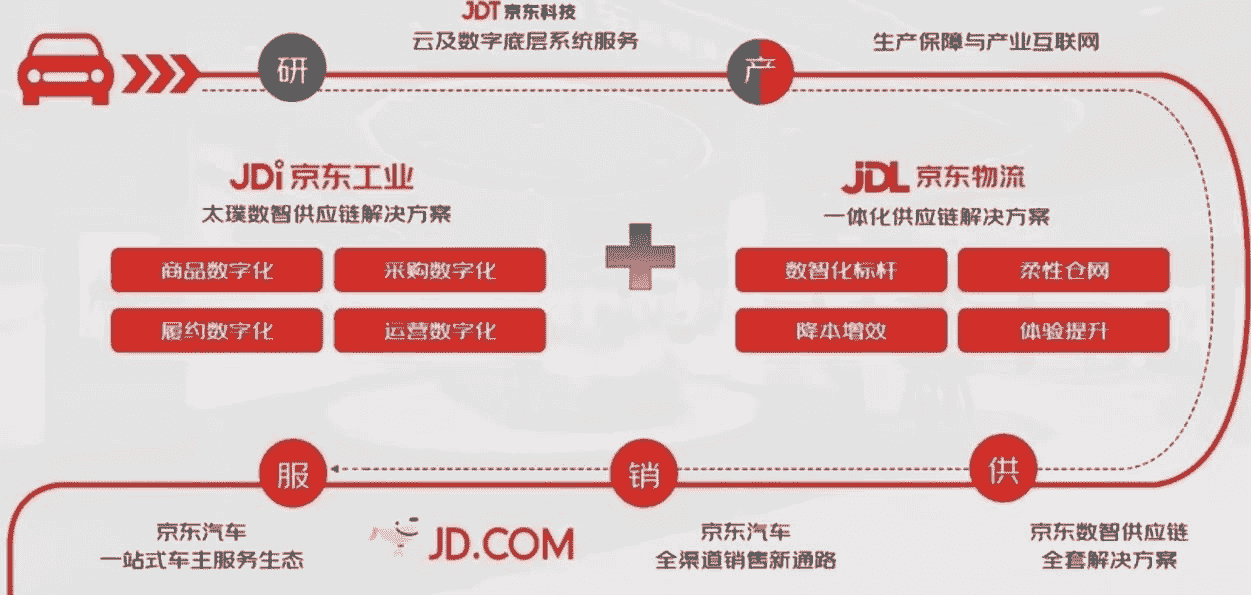 JDT 京东科技
云及数字底层系统服务
生产保障与产业互联网
研
产
JDi 京东工业
太璞数智供应链解决方案
商品数字化
采购数字化
履约数字化
运营数字化
JDL 京东物流
一体化供应链解决方案
数智化标杆
柔性仓网
降本增效
体验提升
服
销
供
京东汽车
一站式车主服务生态
JD.COM
京东汽车
全渠道销售新通路
京东数智供应链
全套解决方案